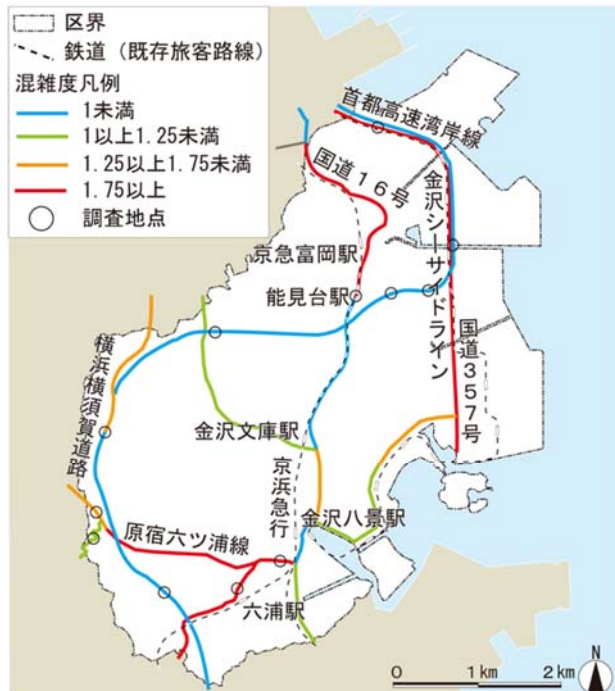 区界
鉄道（既存旅客路線）
混雑度凡例
1未満
1以上1.25未満
1.25以上1.75未満
1.75以上
調査地点
首都高速湾岸線
国道16号
金沢シーサイドライン
京急富岡駅
能見台駅
国道357号
横浜横須賀道路
金沢文庫駅
京浜急行
金沢八景駅
原宿六ツ浦線
六浦駅
0 1km 2km
N